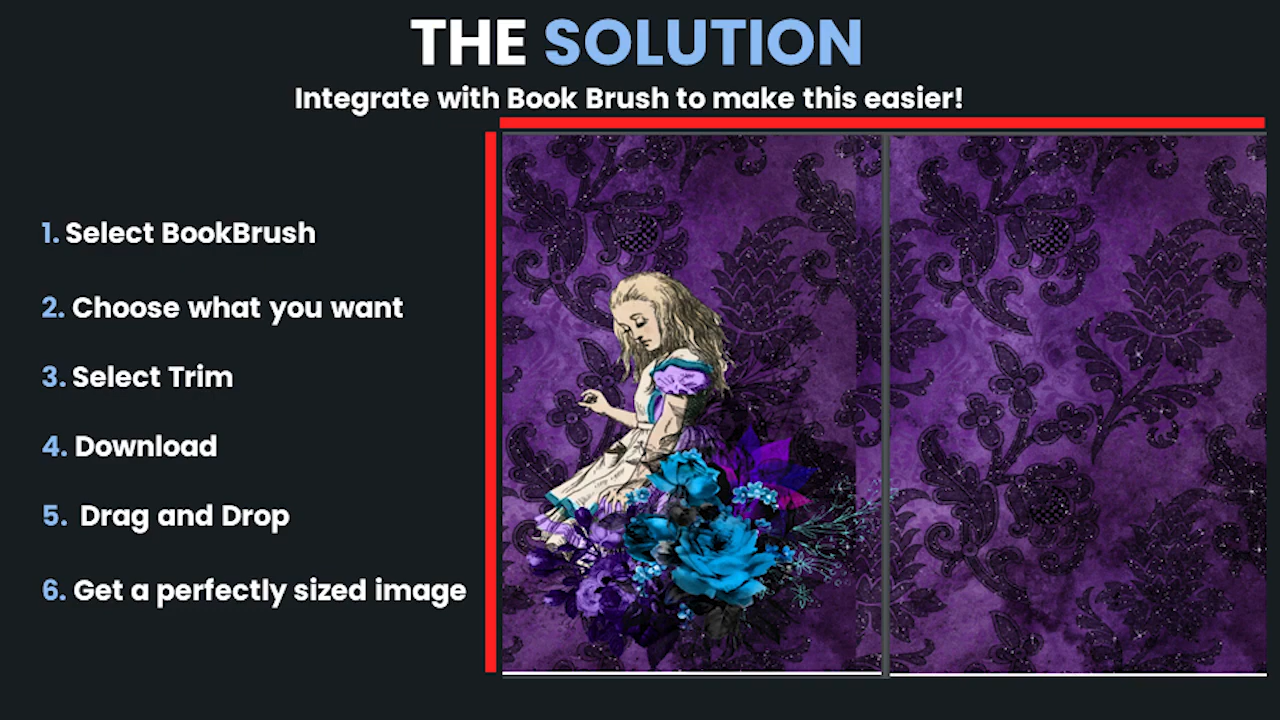 THE SOLUTION
Integrate with Book Brush to make this easier!
1. Select BookBrush
2. Choose what you want
3. Select Trim
4. Download
5. Drag and Drop
6. Get a perfectly sized image